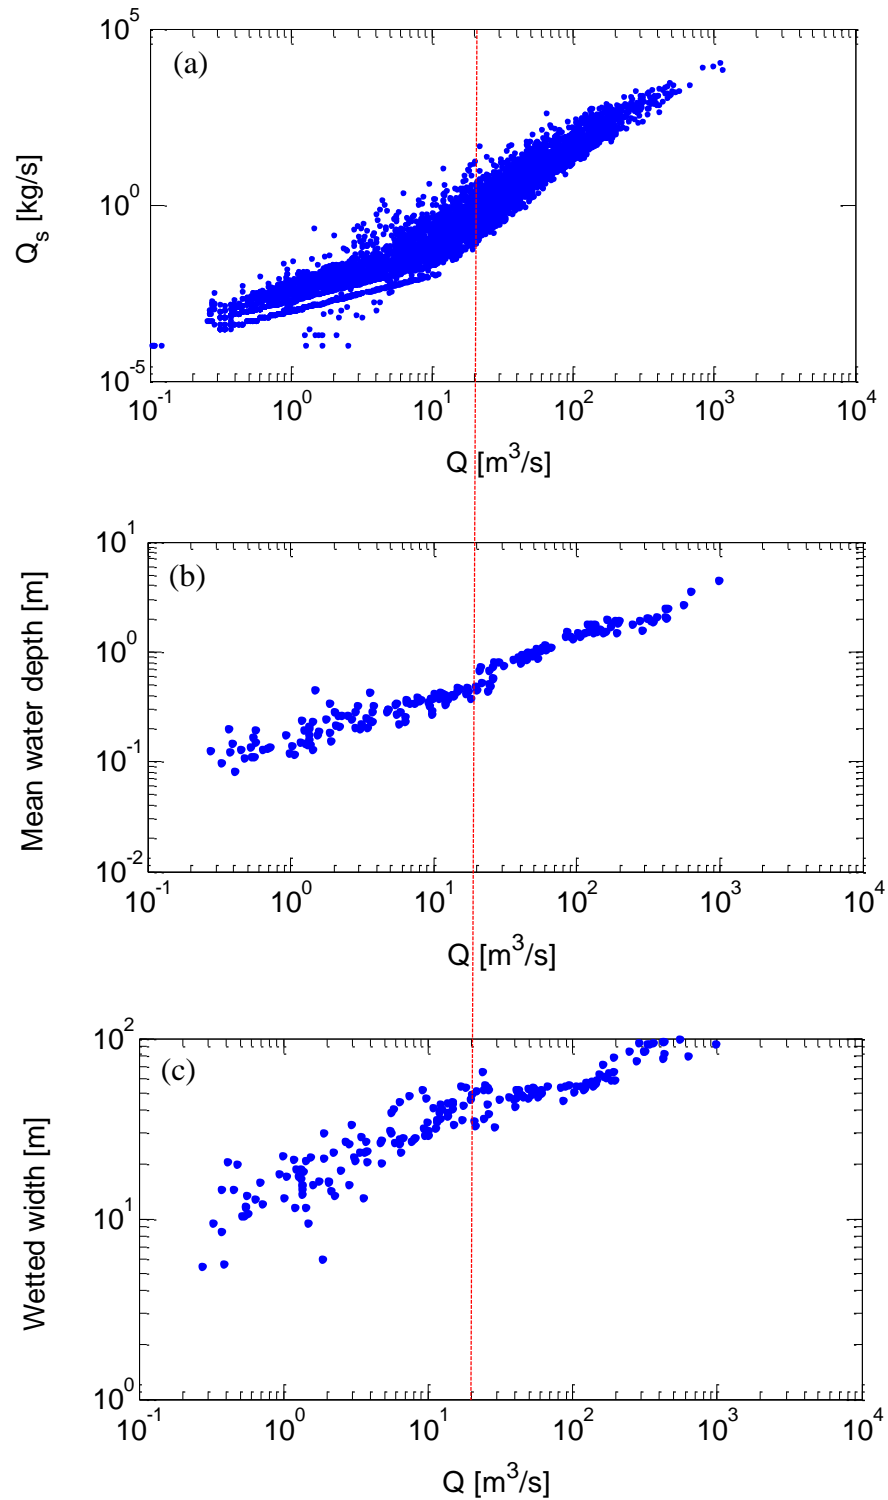 (a)
Q_s [kg/s]
10^5
10^0
10^-5
10^-1 10^0 10^1 10^2 10^3 10^4
Q [m^3/s]
(b)
Mean water depth [m]
10^1
10^0
10^-1
10^-2
10^-1 10^0 10^1 10^2 10^3 10^4
Q [m^3/s]
(c)
Wetted width [m]
10^2
10^1
10^0
10^-1 10^0 10^1 10^2 10^3 10^4
Q [m^3/s]